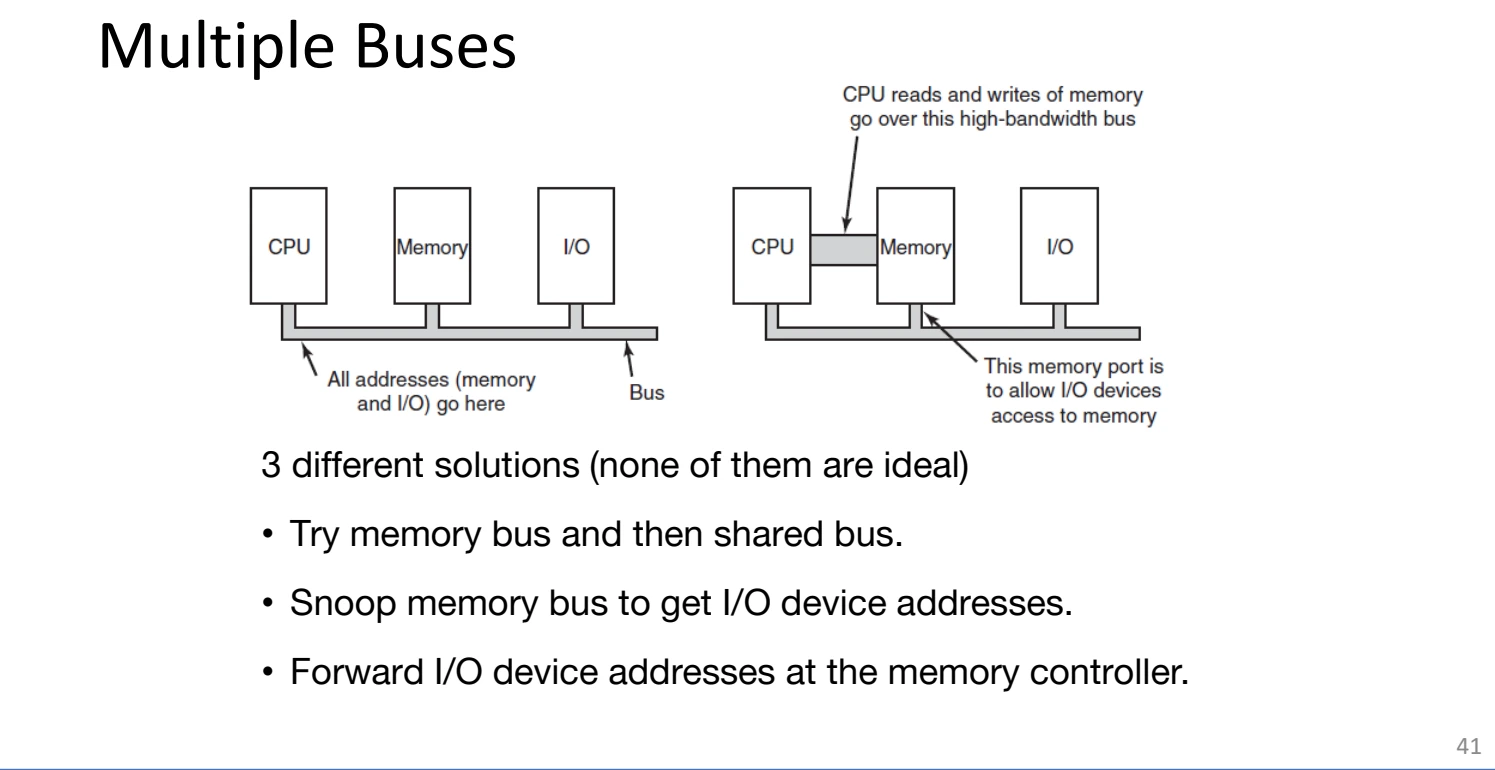 Multiple Buses
CPU reads and writes of memory
go over this high-bandwidth bus
CPU
Memory
I/O
CPU
Memory
I/O
All addresses (memory
and I/O) go here
Bus
This memory port is
to allow I/O devices
access to memory
3 different solutions (none of them are ideal)
• Try memory bus and then shared bus.
• Snoop memory bus to get I/O device addresses.
• Forward I/O device addresses at the memory controller.
41